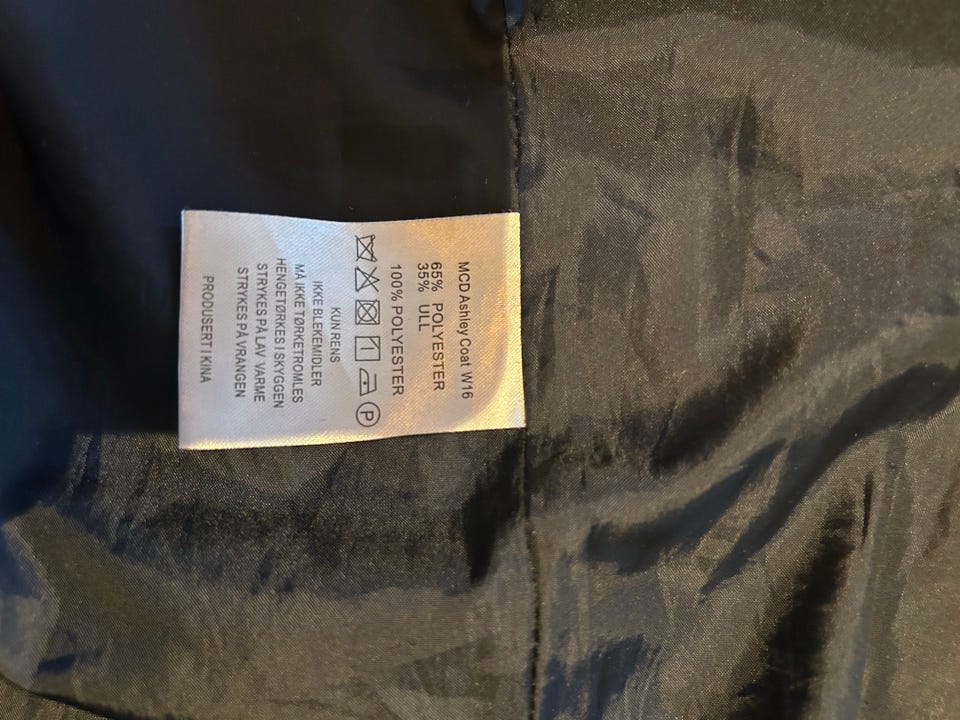 MCD Ashley Coat W16
65% POLYESTER
35% ULL
100% POLYESTER
P
KUN RENS
IKKE BLEKEMIDLER
MÅ IKKE TØRKETROMLES
HENGETØRKES I SKYGGEN
STRYKES PÅ LAV VARME
STRYKES PÅ VRANGEN
PRODUSERT I KINA